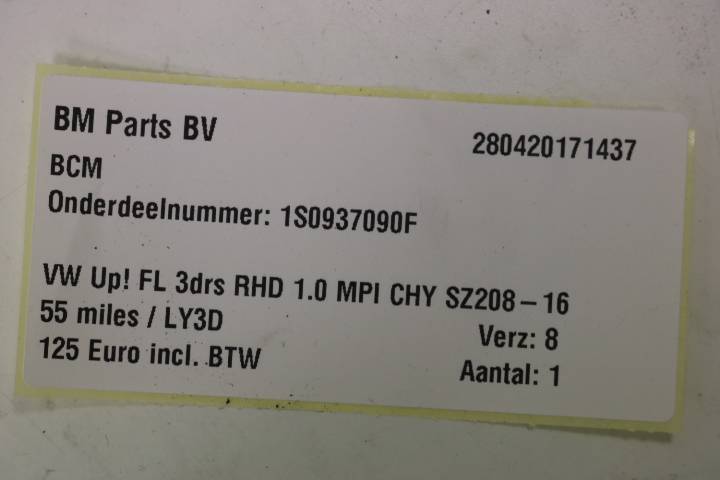 BM Parts BV 280420171437
BCM
Onderdeelnummer: 1S0937090F
VW Up! FL 3drs RHD 1.0 MPI CHY SZ208-16
55 miles / LY3D Verz: 8
125 Euro incl. BTW Aantal: 1